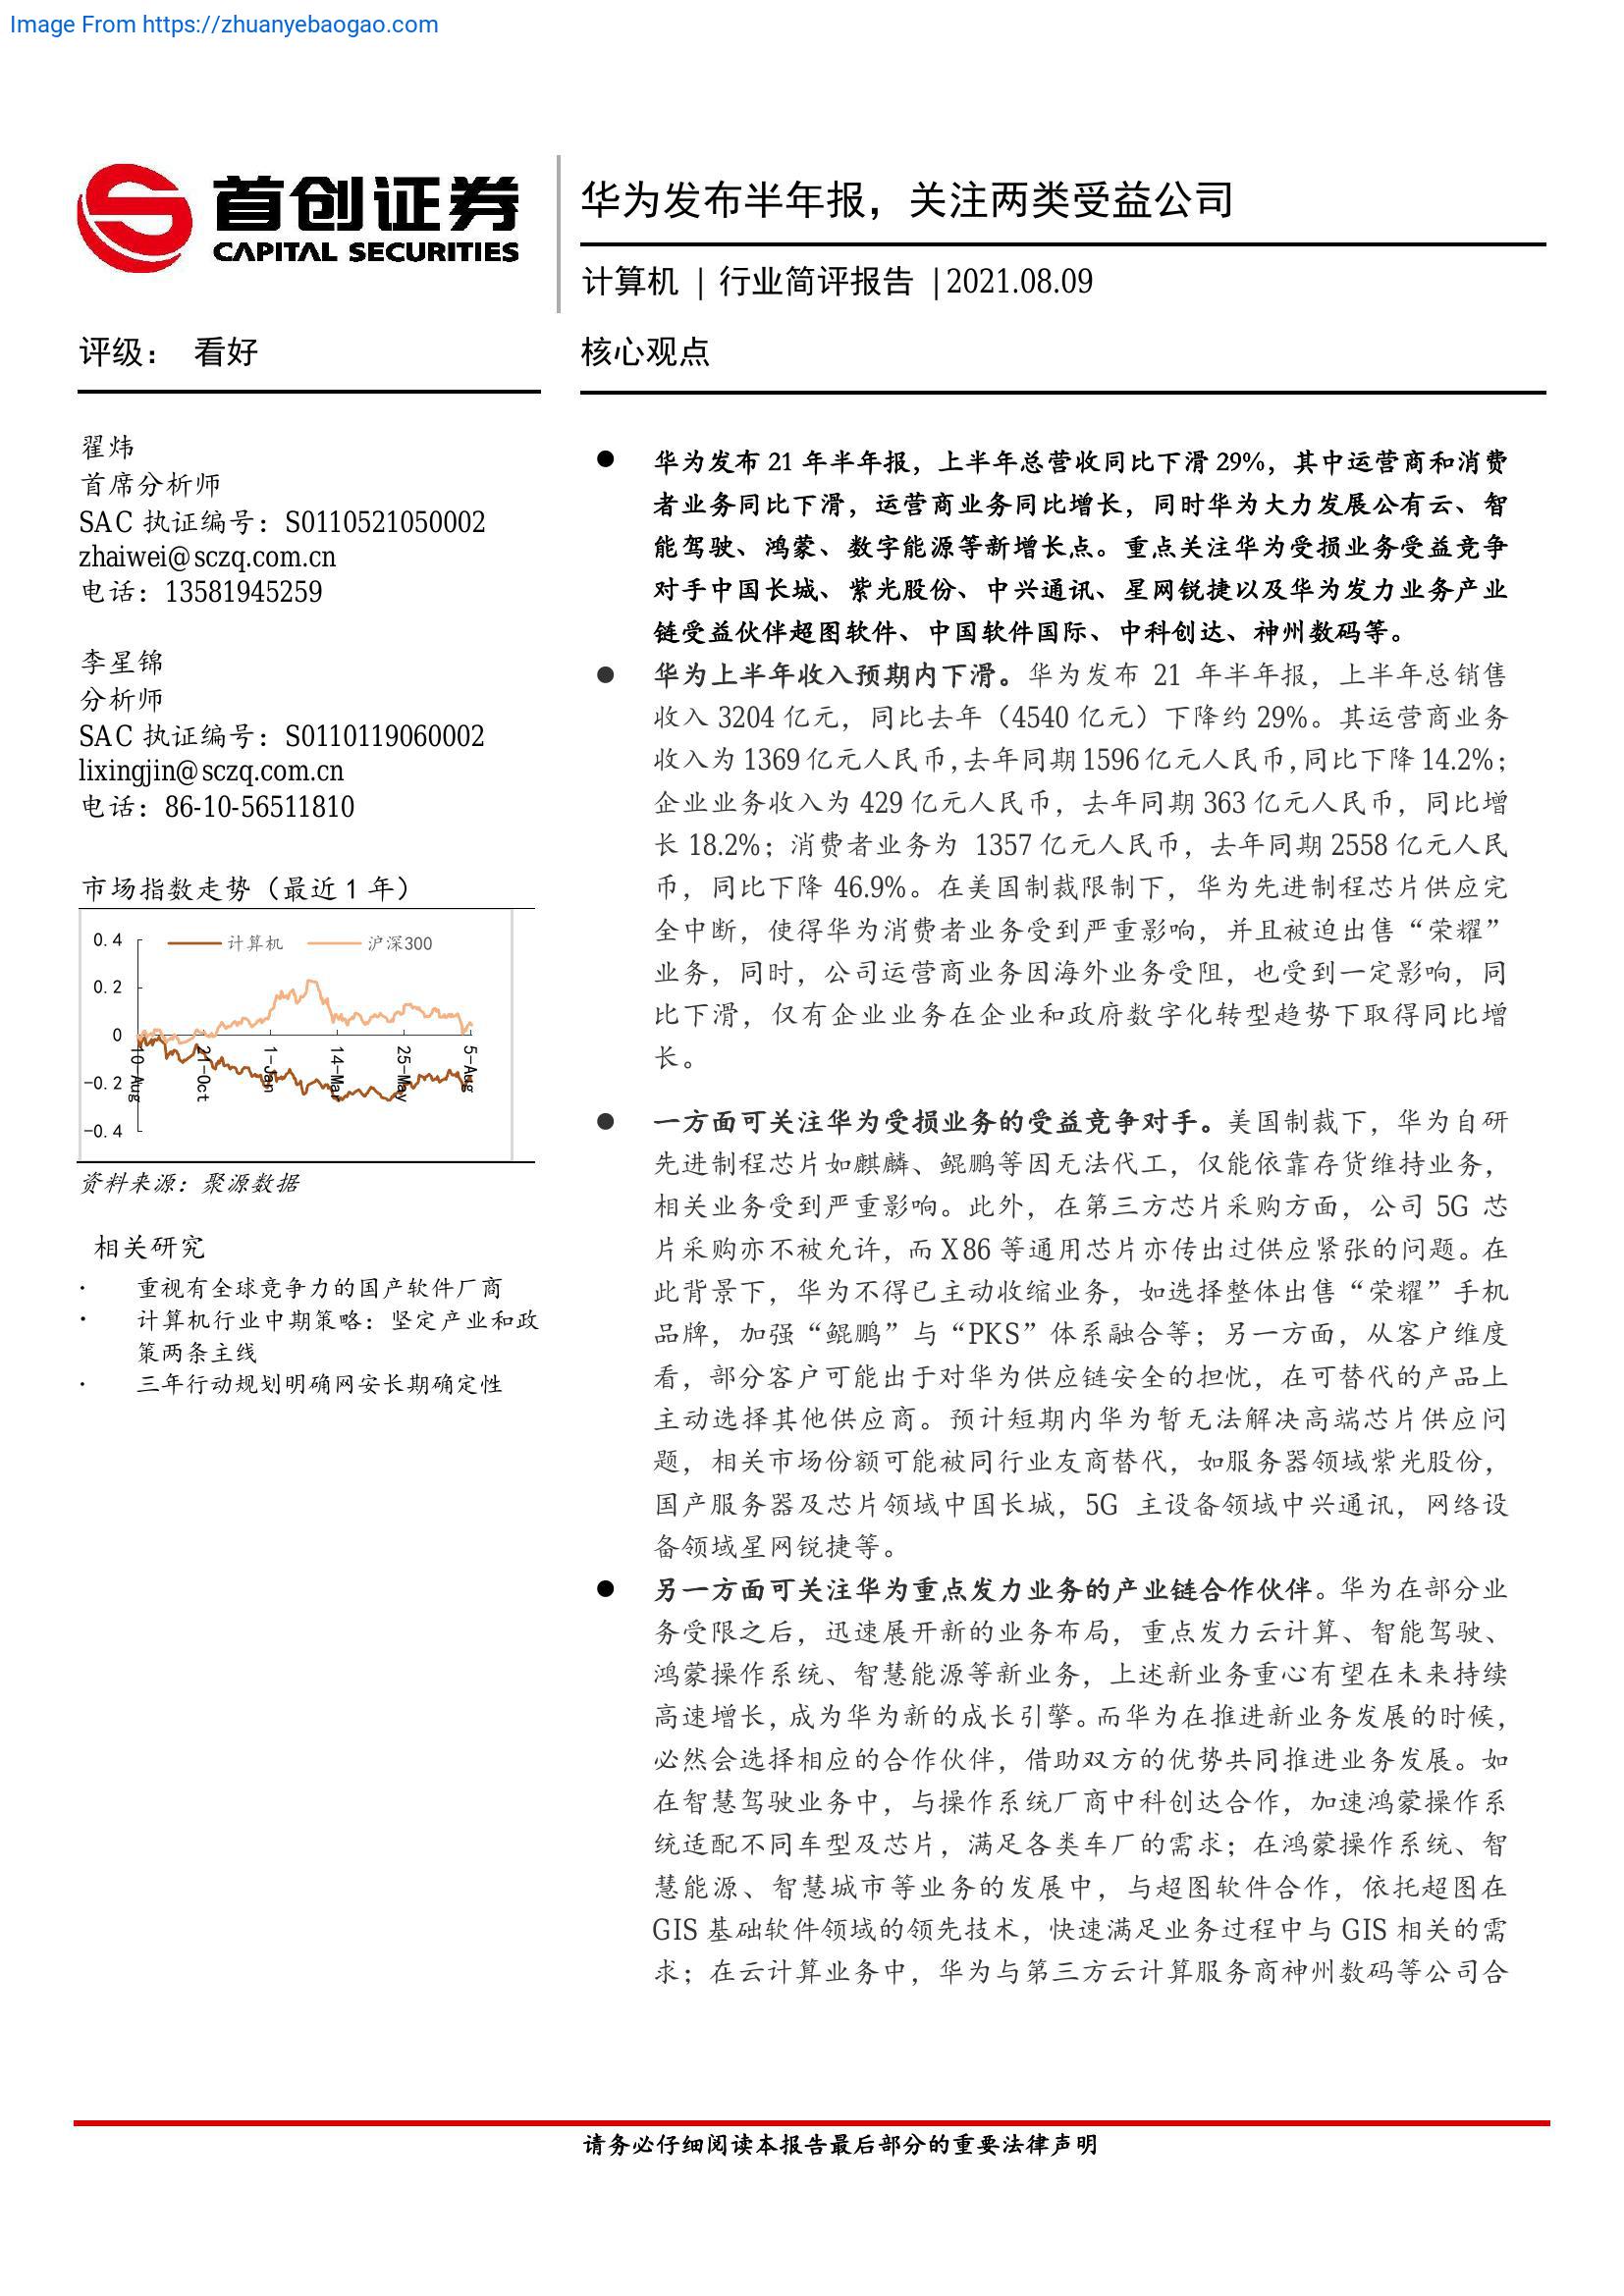 Image From https://zhuanyebaogao.com
首创证券
CAPITAL SECURITIES
华为发布半年报，关注两类受益公司
计算机 | 行业简评报告 |2021.08.09
评级： 看好
翟炜
首席分析师
SAC 执证编号：S0110521050002
zhaiwei@sczq.com.cn
电话：13581945259
李星锦
分析师
SAC 执证编号：S0110119060002
lixingjin@sczq.com.cn
电话：86-10-56511810
市场指数走势（最近 1 年）
计算机 沪深300
0.4
0.2
0
-0.2
-0.4
10-Aug
21-Oct
1-Jan
14-Mar
25-May
5-Aug
资料来源：聚源数据
相关研究
· 重视有全球竞争力的国产软件厂商
· 计算机行业中期策略：坚定产业和政
策两条主线
· 三年行动规划明确网安长期确定性
核心观点
● 华为发布 21 年半年报，上半年总营收同比下滑 29%，其中运营商和消费
者业务同比下滑，运营商业务同比增长，同时华为大力发展公有云、智
能驾驶、鸿蒙、数字能源等新增长点。重点关注华为受损业务受益竞争
对手中国长城、紫光股份、中兴通讯、星网锐捷以及华为发力业务产业
链受益伙伴超图软件、中国软件国际、中科创达、神州数码等。
● 华为上半年收入预期内下滑。华为发布 21 年半年报，上半年总销售
收入 3204 亿元，同比去年（4540 亿元）下降约 29%。其运营商业务
收入为 1369 亿元人民币，去年同期 1596 亿元人民币，同比下降 14.2%；
企业业务收入为 429 亿元人民币，去年同期 363 亿元人民币，同比增
长 18.2%；消费者业务为 1357 亿元人民币，去年同期 2558 亿元人民
币，同比下降 46.9%。在美国制裁限制下，华为先进制程芯片供应完
全中断，使得华为消费者业务受到严重影响，并且被迫出售“荣耀”
业务，同时，公司运营商业务因海外业务受阻，也受到一定影响，同
比下滑，仅有企业业务在企业和政府数字化转型趋势下取得同比增
长。
● 一方面可关注华为受损业务的受益竞争对手。美国制裁下，华为自研
先进制程芯片如麒麟、鲲鹏等因无法代工，仅能依靠存货维持业务，
相关业务受到严重影响。此外，在第三方芯片采购方面，公司 5G 芯
片采购亦不被允许，而 X86 等通用芯片亦传出过供应紧张的问题。在
此背景下，华为不得已主动收缩业务，如选择整体出售“荣耀”手机
品牌，加强“鲲鹏”与“PKS”体系融合等；另一方面，从客户维度
看，部分客户可能出于对华为供应链安全的担忧，在可替代的产品上
主动选择其他供应商。预计短期内华为暂无法解决高端芯片供应问
题，相关市场份额可能被同行业友商替代，如服务器领域紫光股份，
国产服务器及芯片领域中国长城，5G 主设备领域中兴通讯，网络设
备领域星网锐捷等。
● 另一方面可关注华为重点发力业务的产业链合作伙伴。华为在部分业
务受限之后，迅速展开新的业务布局，重点发力云计算、智能驾驶、
鸿蒙操作系统、智慧能源等新业务，上述新业务重心有望在未来持续
高速增长，成为华为新的成长引擎。而华为在推进新业务发展的时候，
必然会选择相应的合作伙伴，借助双方的优势共同推进业务发展。如
在智慧驾驶业务中，与操作系统厂商中科创达合作，加速鸿蒙操作系
统适配不同车型及芯片，满足各类车厂的需求；在鸿蒙操作系统、智
慧能源、智慧城市等业务的发展中，与超图软件合作，依托超图在
GIS 基础软件领域的领先技术，快速满足业务过程中与 GIS 相关的需
求；在云计算业务中，华为与第三方云计算服务商神州数码等公司合
请务必仔细阅读本报告最后部分的重要法律声明